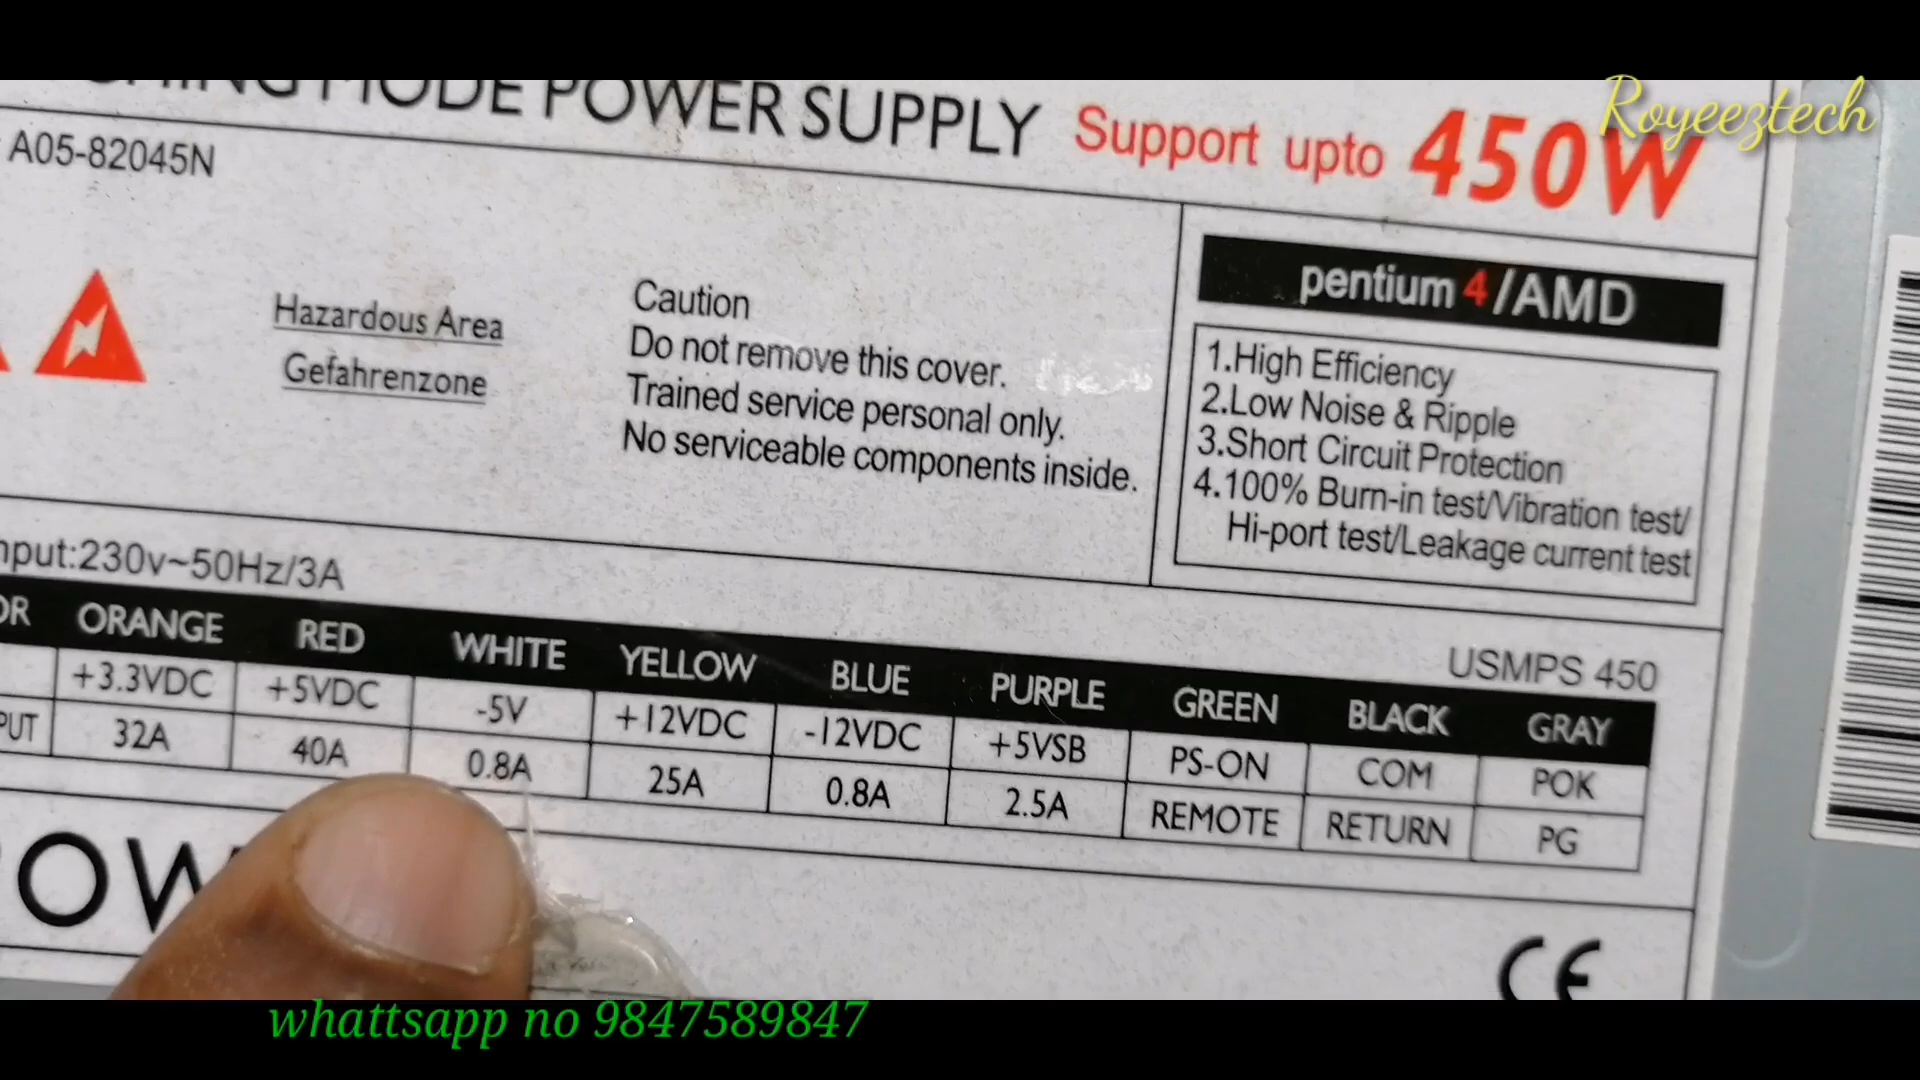 Royeeztech
SWITCHING MODE POWER SUPPLY Support upto 450W
A05-82045N
pentium 4/AMD
Hazardous Area
Gefahrenzone
Caution
Do not remove this cover.
Trained service personal only.
No serviceable components inside.
1.High Efficiency
2.Low Noise & Ripple
3.Short Circuit Protection
4.100% Burn-in test/Vibration test/
Hi-port test/Leakage current test
nput:230v~50Hz/3A
USMPS 450
OR ORANGE RED WHITE YELLOW BLUE PURPLE GREEN BLACK GRAY
+3.3VDC +5VDC -5V +12VDC -12VDC +5VSB PS-ON COM POK
PUT 32A 40A 0.8A 25A 0.8A 2.5A REMOTE RETURN PG
OW
CE
whattsapp no 9847589847